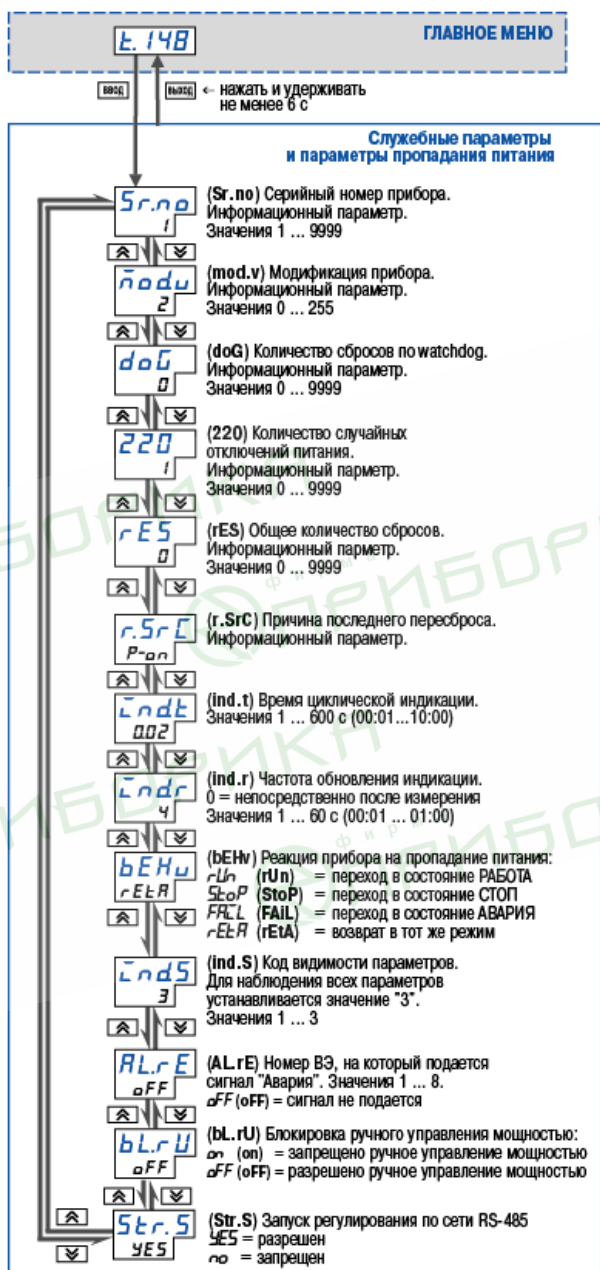 t.148
ГЛАВНОЕ МЕНЮ
ввод
выход ← нажать и удерживать
не менее 6 с
Служебные параметры
и параметры пропадания питания
Sr.no
1
(Sr.no) Серийный номер прибора.
Информационный параметр.
Значения 1 ... 9999
modv
2
(mod.v) Модификация прибора.
Информационный параметр.
Значения 0 ... 255
doG
0
(doG) Количество сбросов по watchdog.
Информационный параметр.
Значения 0 ... 9999
220
1
(220) Количество случайных
отключений питания.
Информационный парметр.
Значения 0 ... 9999
rES
0
(rES) Общее количество сбросов.
Информационный парметр.
Значения 0 ... 9999
r.SrC
P-on
(r.SrC) Причина последнего пересброса.
Информационный параметр.
indt
0.02
(ind.t) Время циклической индикации.
Значения 1 ... 600 с (00:01...10:00)
indr
4
(ind.r) Частота обновления индикации.
0 = непосредственно после измерения
Значения 1 ... 60 с (00:01 ... 01:00)
bEHv
rEtA
(bEHv) Реакция прибора на пропадание питания:
rUn (rUn) = переход в состояние РАБОТА
StoP (StoP) = переход в состояние СТОП
FAiL (FAiL) = переход в состояние АВАРИЯ
rEtA (rEtA) = возврат в тот же режим
indS
3
(ind.S) Код видимости параметров.
Для наблюдения всех параметров
устанавливается значение "3".
Значения 1 ... 3
AL.rE
oFF
(AL.rE) Номер ВЭ, на который подается
сигнал "Авария". Значения 1 ... 8.
oFF (oFF) = сигнал не подается
bL.rU
oFF
(bL.rU) Блокировка ручного управления мощностью:
on (on) = запрещено ручное управление мощностью
oFF (oFF) = разрешено ручное управление мощностью
Str.S
YES
(Str.S) Запуск регулирования по сети RS-485
YES = разрешен
no = запрещен
фирма
ПРИБОРИКА